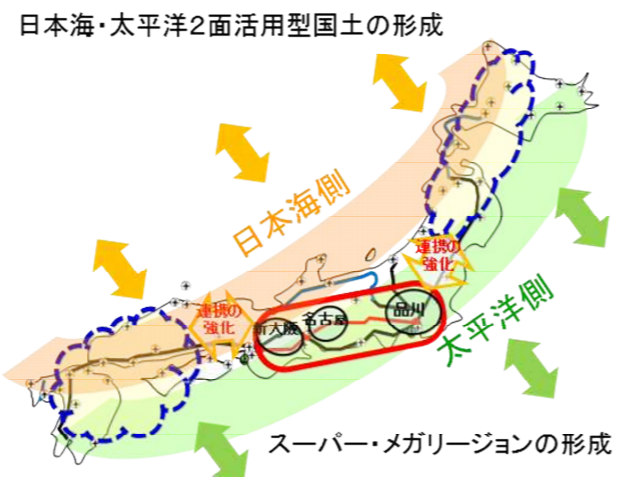 日本海・太平洋2面活用型国土の形成
日本海側
連携の
強化
連携の
強化
新大阪
名古屋
品川
太平洋側
スーパー・メガリージョンの形成